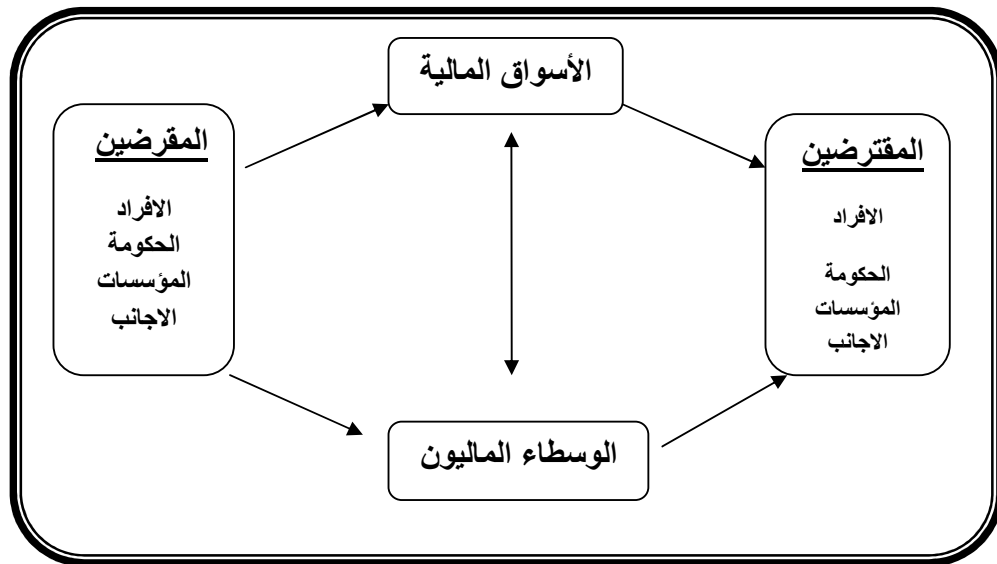 الأسواق المالية
المقترضين
الافراد
الحكومة
المؤسسات
الاجانب
المقرضين
الافراد
الحكومة
المؤسسات
الاجانب
الوسطاء الماليون